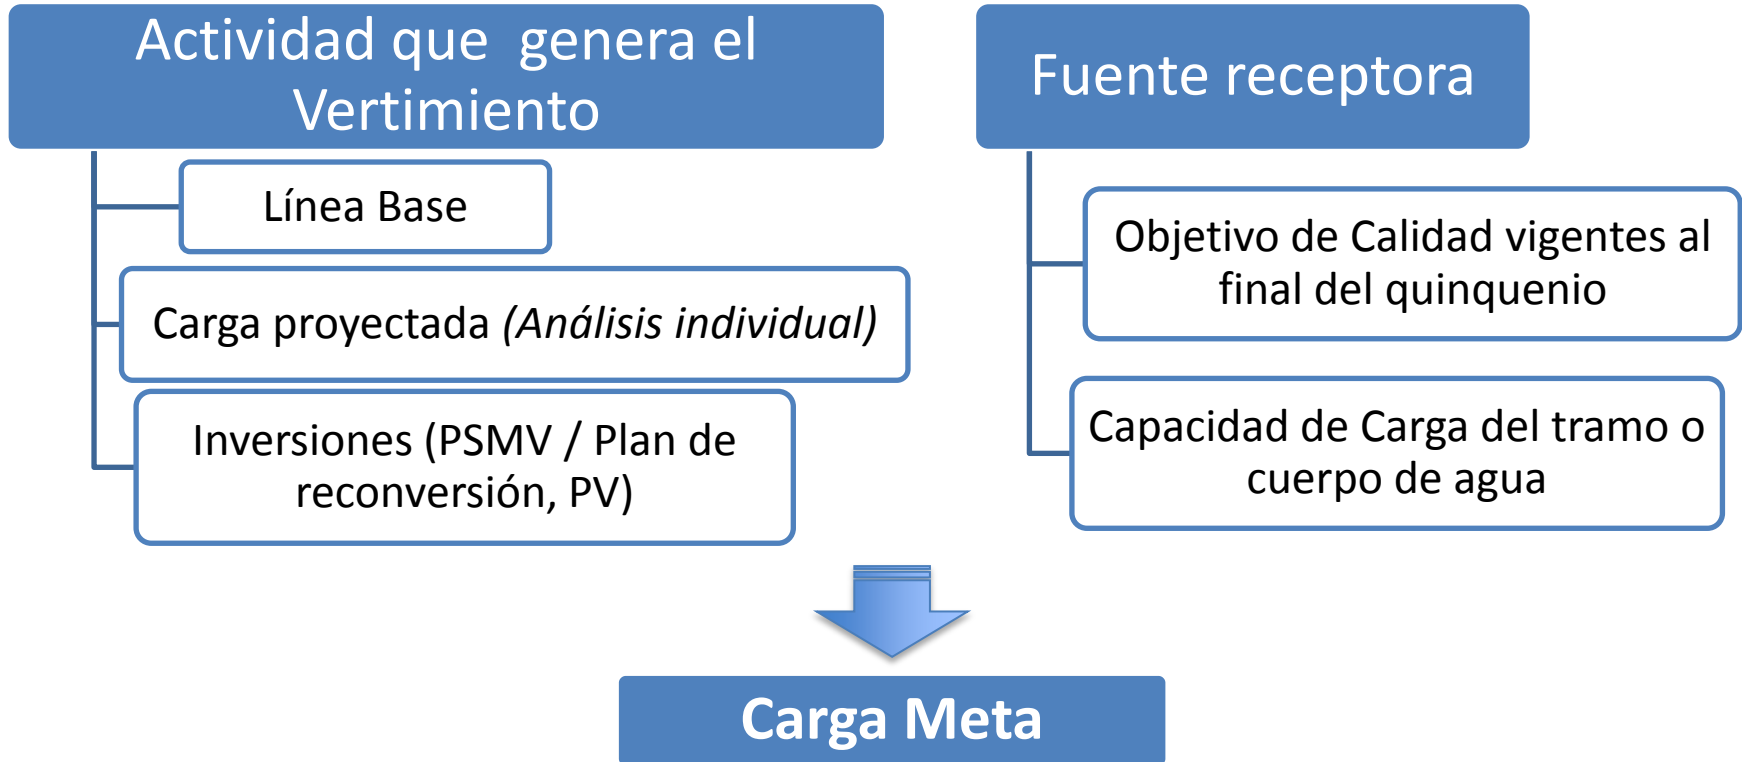 Actividad que genera el
Vertimiento
Línea Base
Carga proyectada (Análisis individual)
Inversiones (PSMV / Plan de
reconversión, PV)
Fuente receptora
Objetivo de Calidad vigentes al
final del quinquenio
Capacidad de Carga del tramo o
cuerpo de agua
Carga Meta